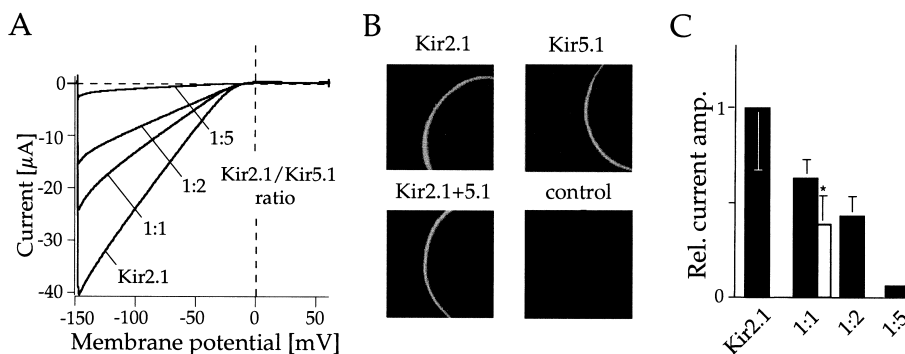 A
0
-10
-20
-30
-40
Current [µA]
-150
-100
-50
0
50
Membrane potential [mV]
1:5
1:2
1:1
Kir2.1
Kir2.1/Kir5.1
ratio
B
Kir2.1
Kir5.1
Kir2.1+5.1
control
C
Rel. current amp.
1
0
*
Kir2.1
1:1
1:2
1:5